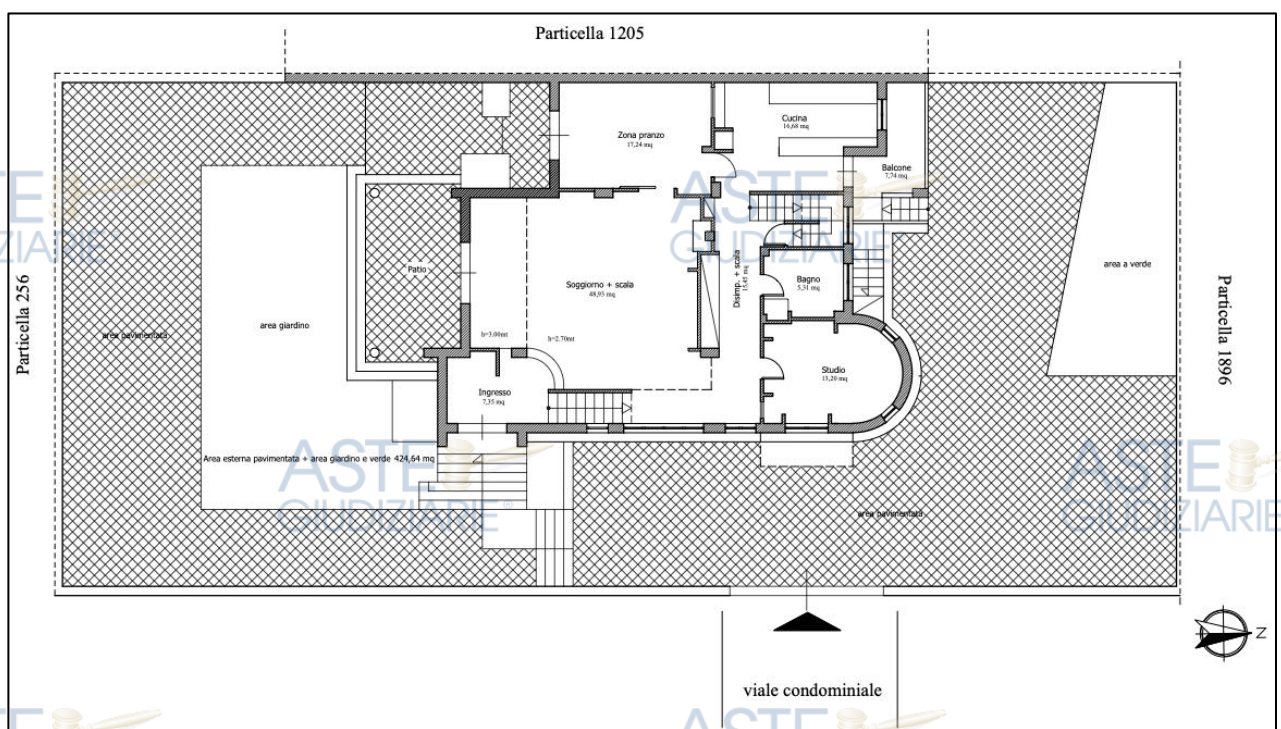 Particella 1205
Cucina
16,68 mq
Zona pranzo
17,24 mq
Balcone
7,74 mq
ASTE
GIUDIZIARIE
ASTE
GIUDIZIARIE
Particella 256
area pavimentata
area giardino
Patio
Soggiorno + scala
48,93 mq
h=3.00mt
h=2.70mt
Disimp. + scala
15,45 mq
Bagno
5,31 mq
area a verde
Particella 1896
Studio
13,20 mq
Ingresso
7,35 mq
Area esterna pavimentata + area giardino e verde 424,64 mq
ASTE
GIUDIZIARIE®
ASTE
GIUDIZIARIE
area pavimentata
Z
viale condominiale
ASTE
ASTE